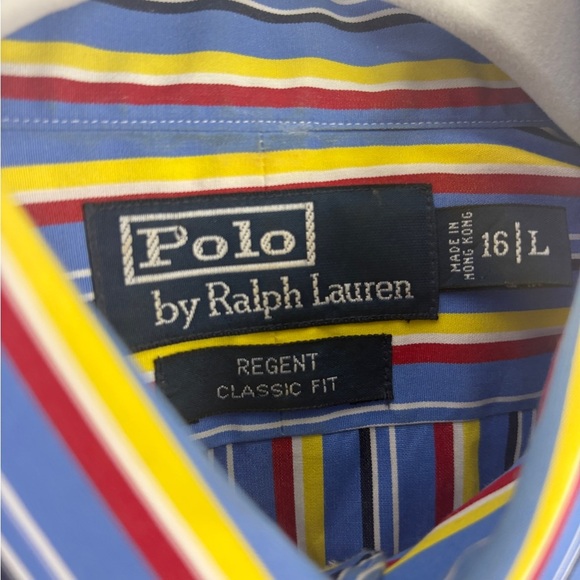 Polo
by Ralph Lauren
MADE IN
HONG KONG
16 L
REGENT
CLASSIC FIT